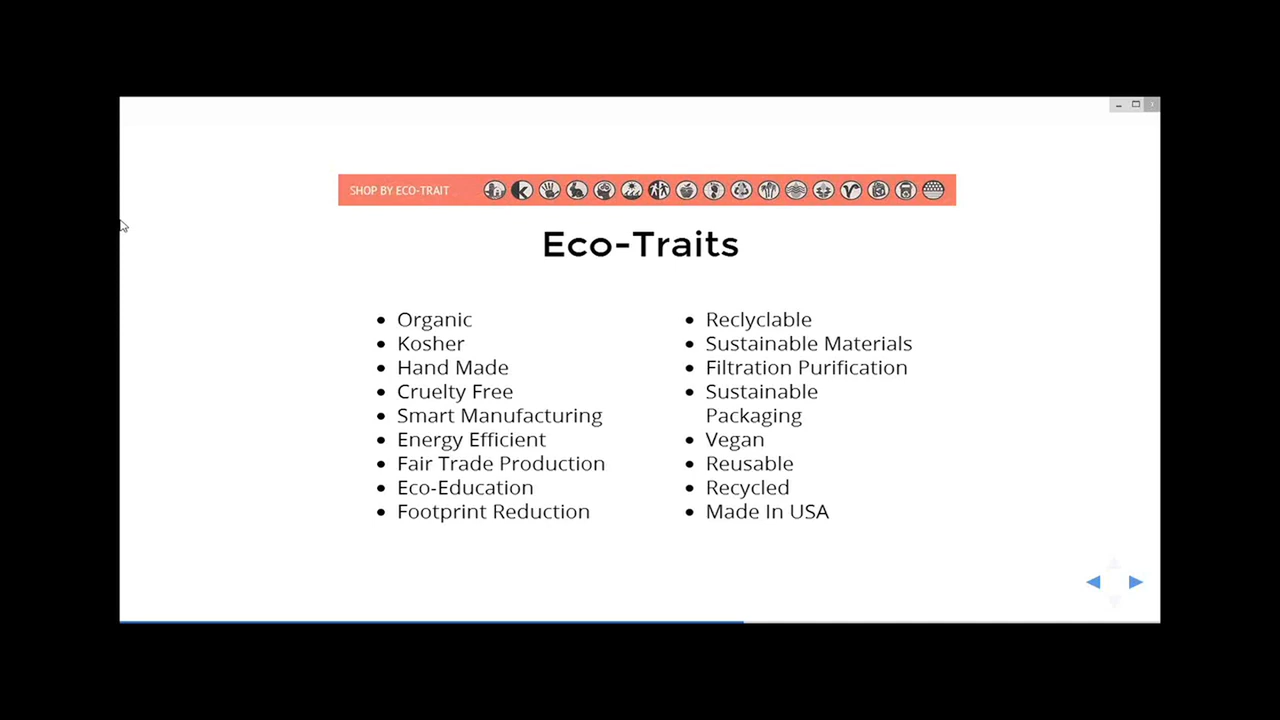 SHOP BY ECO-TRAIT
Eco-Traits
Organic
Kosher
Hand Made
Cruelty Free
Smart Manufacturing
Energy Efficient
Fair Trade Production
Eco-Education
Footprint Reduction
Reclyclable
Sustainable Materials
Filtration Purification
Sustainable
Packaging
Vegan
Reusable
Recycled
Made In USA